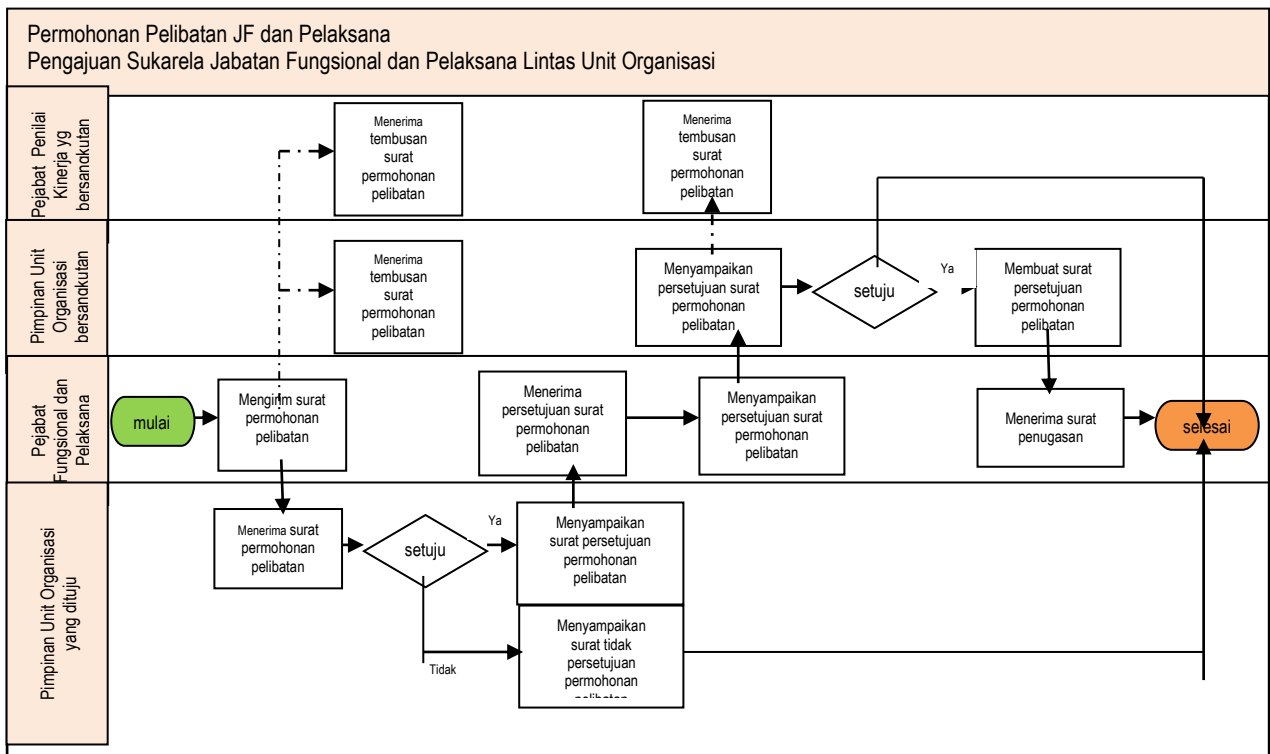 Permohonan Pelibatan JF dan Pelaksana
Pengajuan Sukarela Jabatan Fungsional dan Pelaksana Lintas Unit Organisasi
Pejabat Penilai
Kinerja yg
bersangkutan
Menerima
tembusan
surat
permohonan
pelibatan
Menerima
tembusan
surat
permohonan
pelibatan
Pimpinan Unit
Organisasi
bersangkutan
Menerima
tembusan
surat
permohonan
pelibatan
Menyampaikan
persetujuan surat
permohonan
pelibatan
setuju
Ya
Membuat surat
persetujuan
permohonan
pelibatan
Pejabat
Fungsional dan
Pelaksana
mulai
Mengirim surat
permohonan
pelibatan
Menerima
persetujuan surat
permohonan
pelibatan
Menyampaikan
persetujuan surat
permohonan
pelibatan
Menerima surat
penugasan
selesai
Pimpinan Unit Organisasi
yang dituju
Menerima surat
permohonan
pelibatan
setuju
Ya
Menyampaikan
surat persetujuan
permohonan
pelibatan
Tidak
Menyampaikan
surat tidak
persetujuan
permohonan
pelibatan